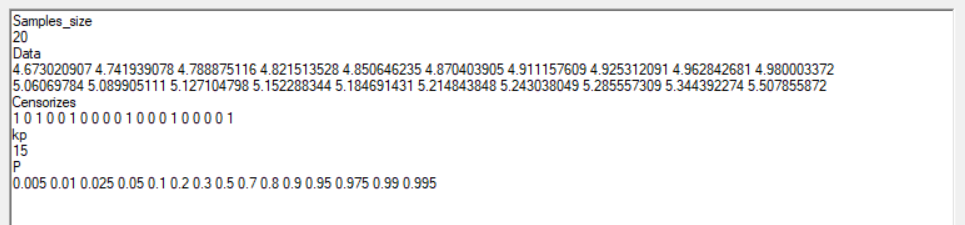 Samples_size
20
Data
4.673020907 4.741939078 4.788875116 4.821513528 4.850646235 4.870403905 4.911157609 4.925312091 4.962842681 4.980003372
5.06069784 5.089905111 5.127104798 5.152288344 5.184691431 5.214843848 5.243038049 5.285557309 5.344392274 5.507855872
Censorizes
1 0 1 0 0 1 0 0 0 0 1 0 0 0 1 0 0 0 0 1
kp
15
P
0.005 0.01 0.025 0.05 0.1 0.2 0.3 0.5 0.7 0.8 0.9 0.95 0.975 0.99 0.995